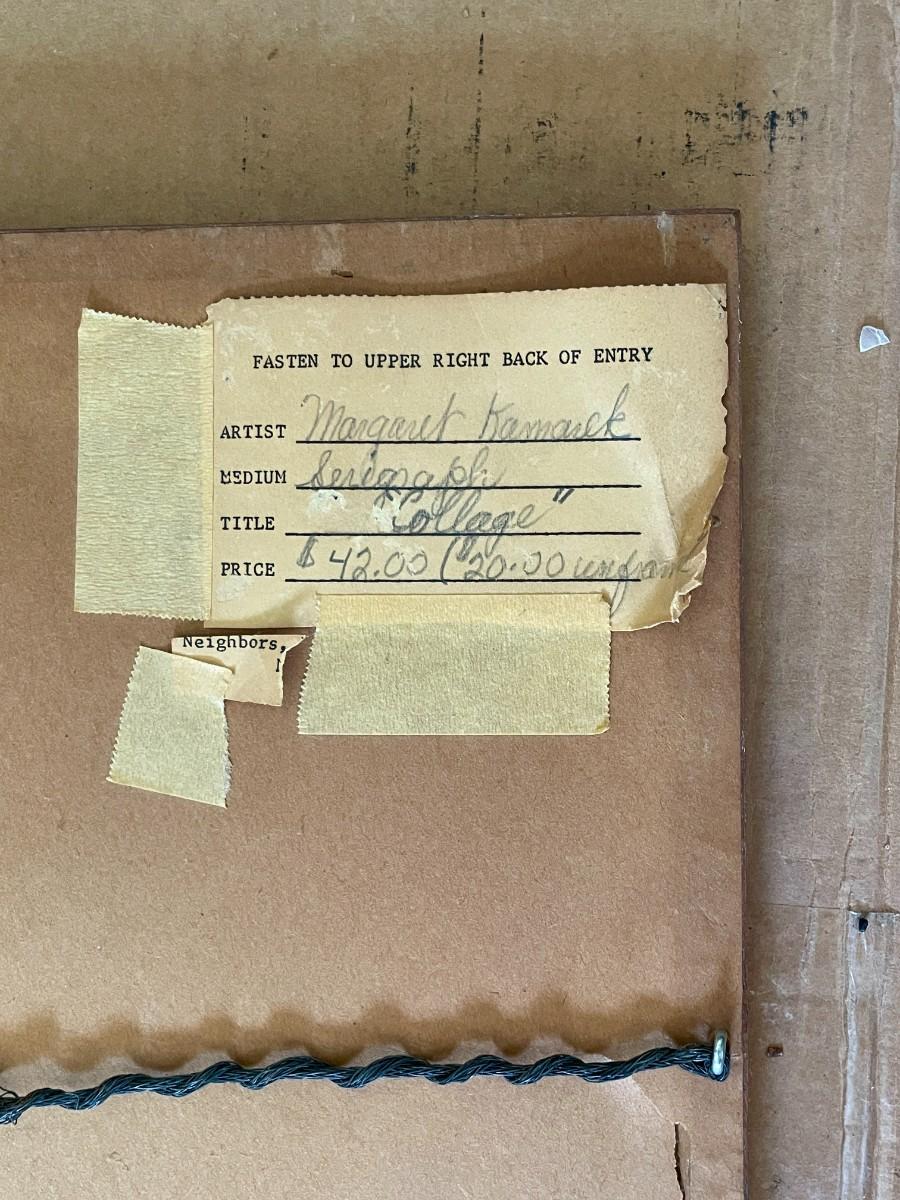 FASTEN TO UPPER RIGHT BACK OF ENTRY
ARTIST Margaret Kamarck
MEDIUM Serigraph
TITLE "Collage"
PRICE $42.00 ($20.00 unfram
Neighbors,